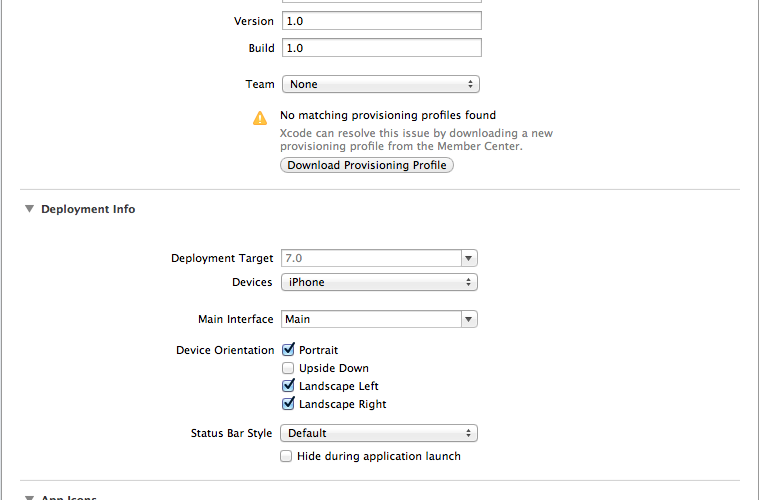 Version 1.0
Build 1.0
Team None
No matching provisioning profiles found
Xcode can resolve this issue by downloading a new
provisioning profile from the Member Center.
Download Provisioning Profile
Deployment Info
Deployment Target 7.0
Devices iPhone
Main Interface Main
Device Orientation Portrait
Upside Down
Landscape Left
Landscape Right
Status Bar Style Default
Hide during application launch
App Icons